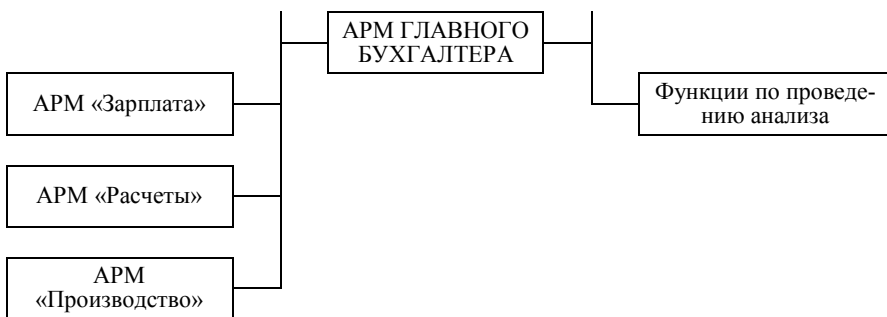 АРМ ГЛАВНОГО
БУХГАЛТЕРА
АРМ «Зарплата»
Функции по проведе-
нию анализа
АРМ «Расчеты»
АРМ
«Производство»